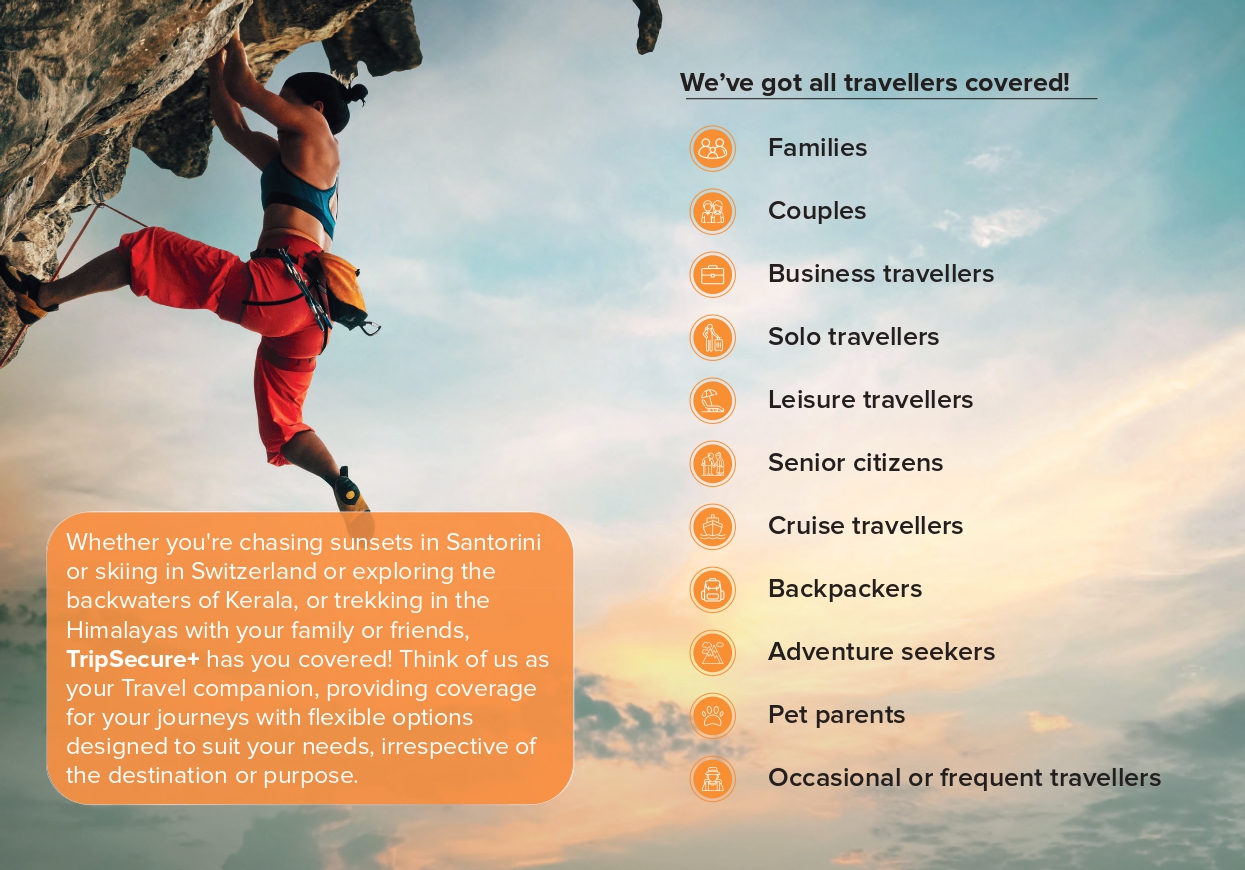 We've got all travellers covered!
Families
Couples
Business travellers
Solo travellers
Leisure travellers
Senior citizens
Cruise travellers
Backpackers
Adventure seekers
Pet parents
Occasional or frequent travellers
Whether you're chasing sunsets in Santorini
or skiing in Switzerland or exploring the
backwaters of Kerala, or trekking in the
Himalayas with your family or friends,
TripSecure+ has you covered! Think of us as
your Travel companion, providing coverage
for your journeys with flexible options
designed to suit your needs, irrespective of
the destination or purpose.